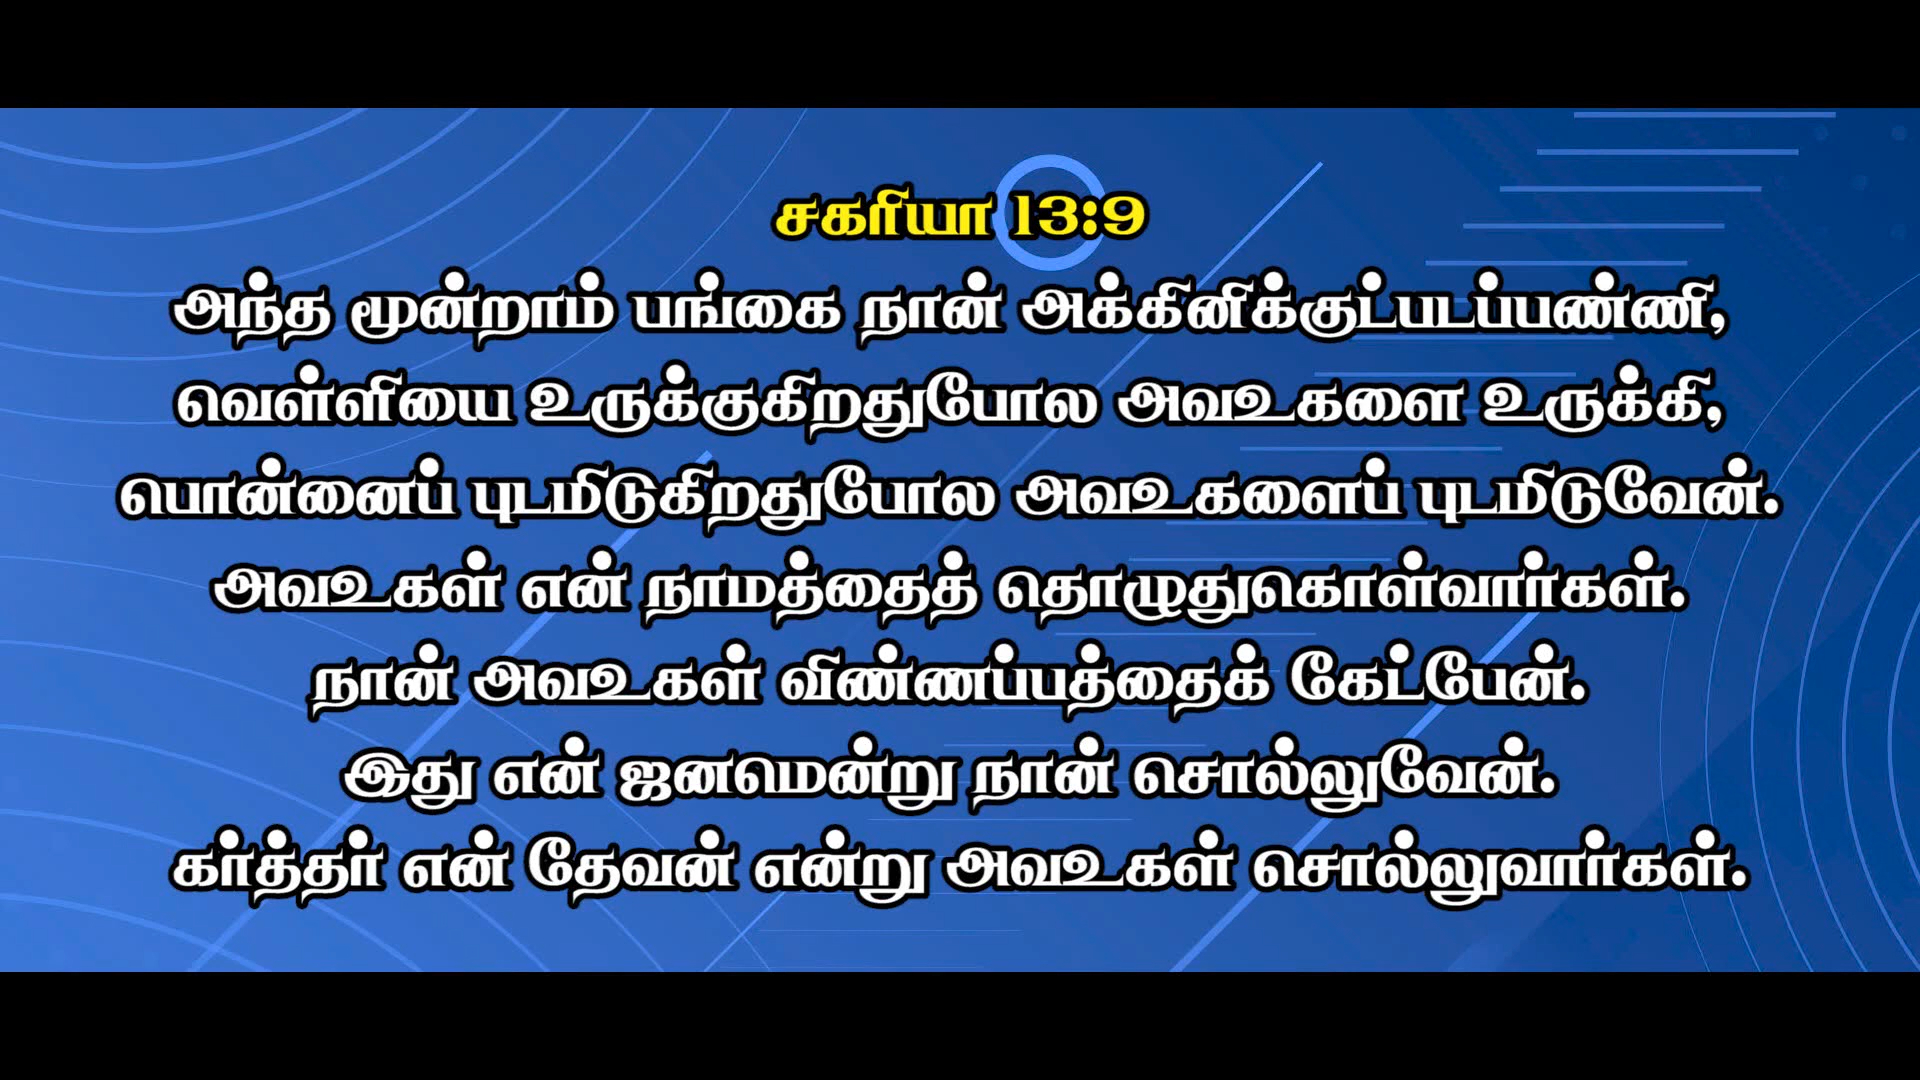 சகரியா 13:9
அந்த மூன்றாம் பங்கை நான் அக்கினிக்குட்படப்பண்ணி,
வெள்ளியை உருக்குகிறதுபோல அவஉகளை உருக்கி,
பொன்னைப் புடமிடுகிறதுபோல அவஉகளைப் புடமிடுவேன்.
அவஉகள் என் நாமத்தைத் தொழுதுகொள்வார்கள்.
நான் அவஉகள் விண்ணப்பத்தைக் கேட்பேன்.
இது என் ஜனமென்று நான் சொல்லுவேன்.
கர்த்தர் என் தேவன் என்று அவஉகள் சொல்லுவார்கள்.